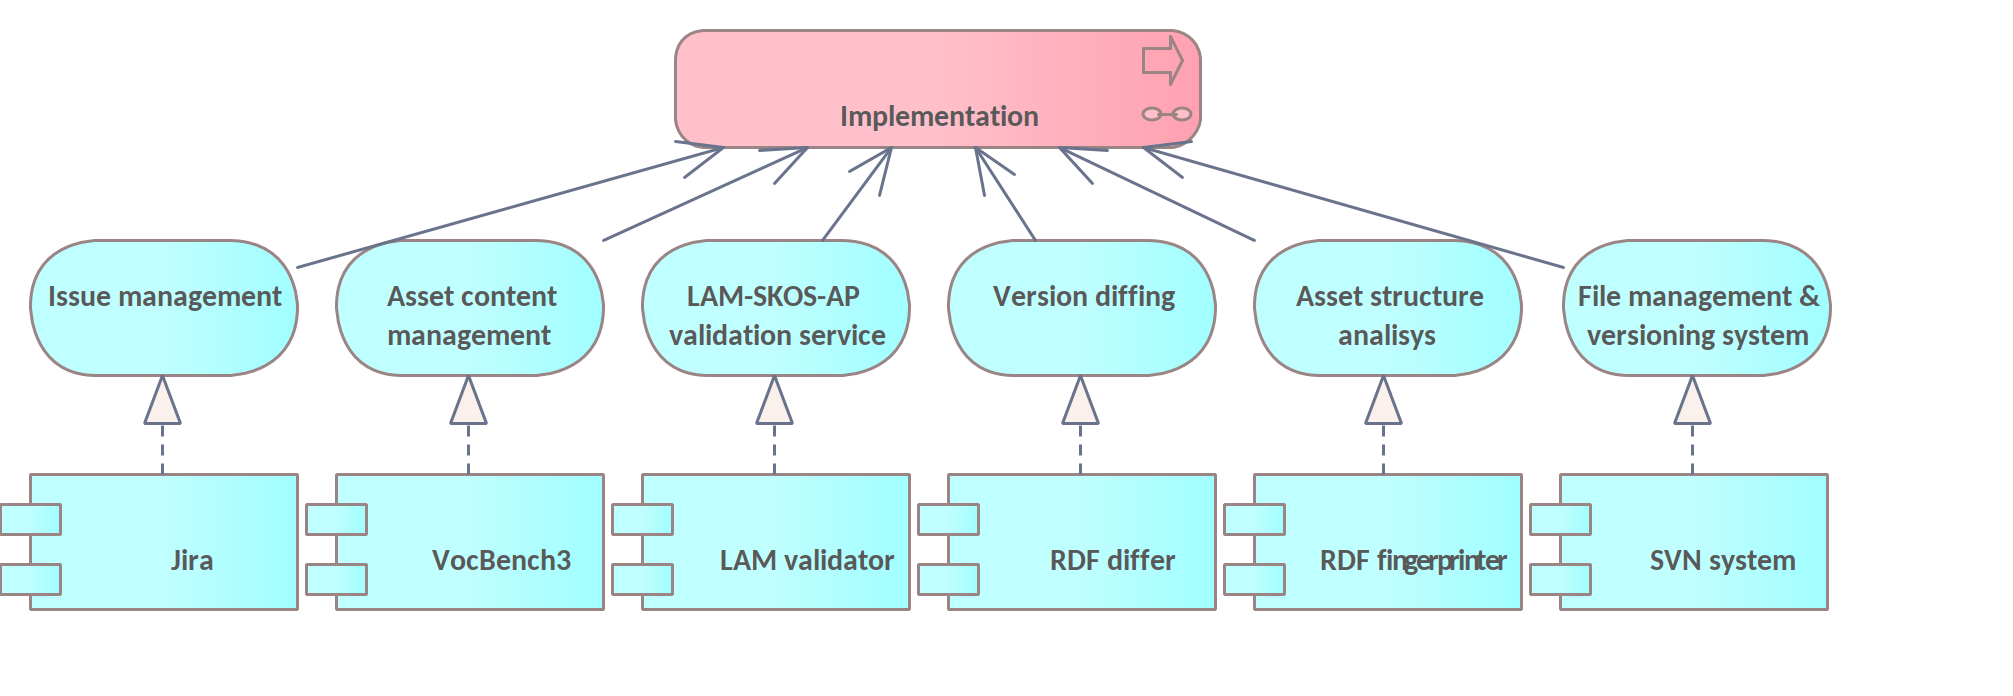 Implementation
Issue management
Asset content
management
LAM-SKOS-AP
validation service
Version diffing
Asset structure
analisys
File management &
versioning system
Jira
VocBench3
LAM validator
RDF differ
RDF fingerprinter
SVN system